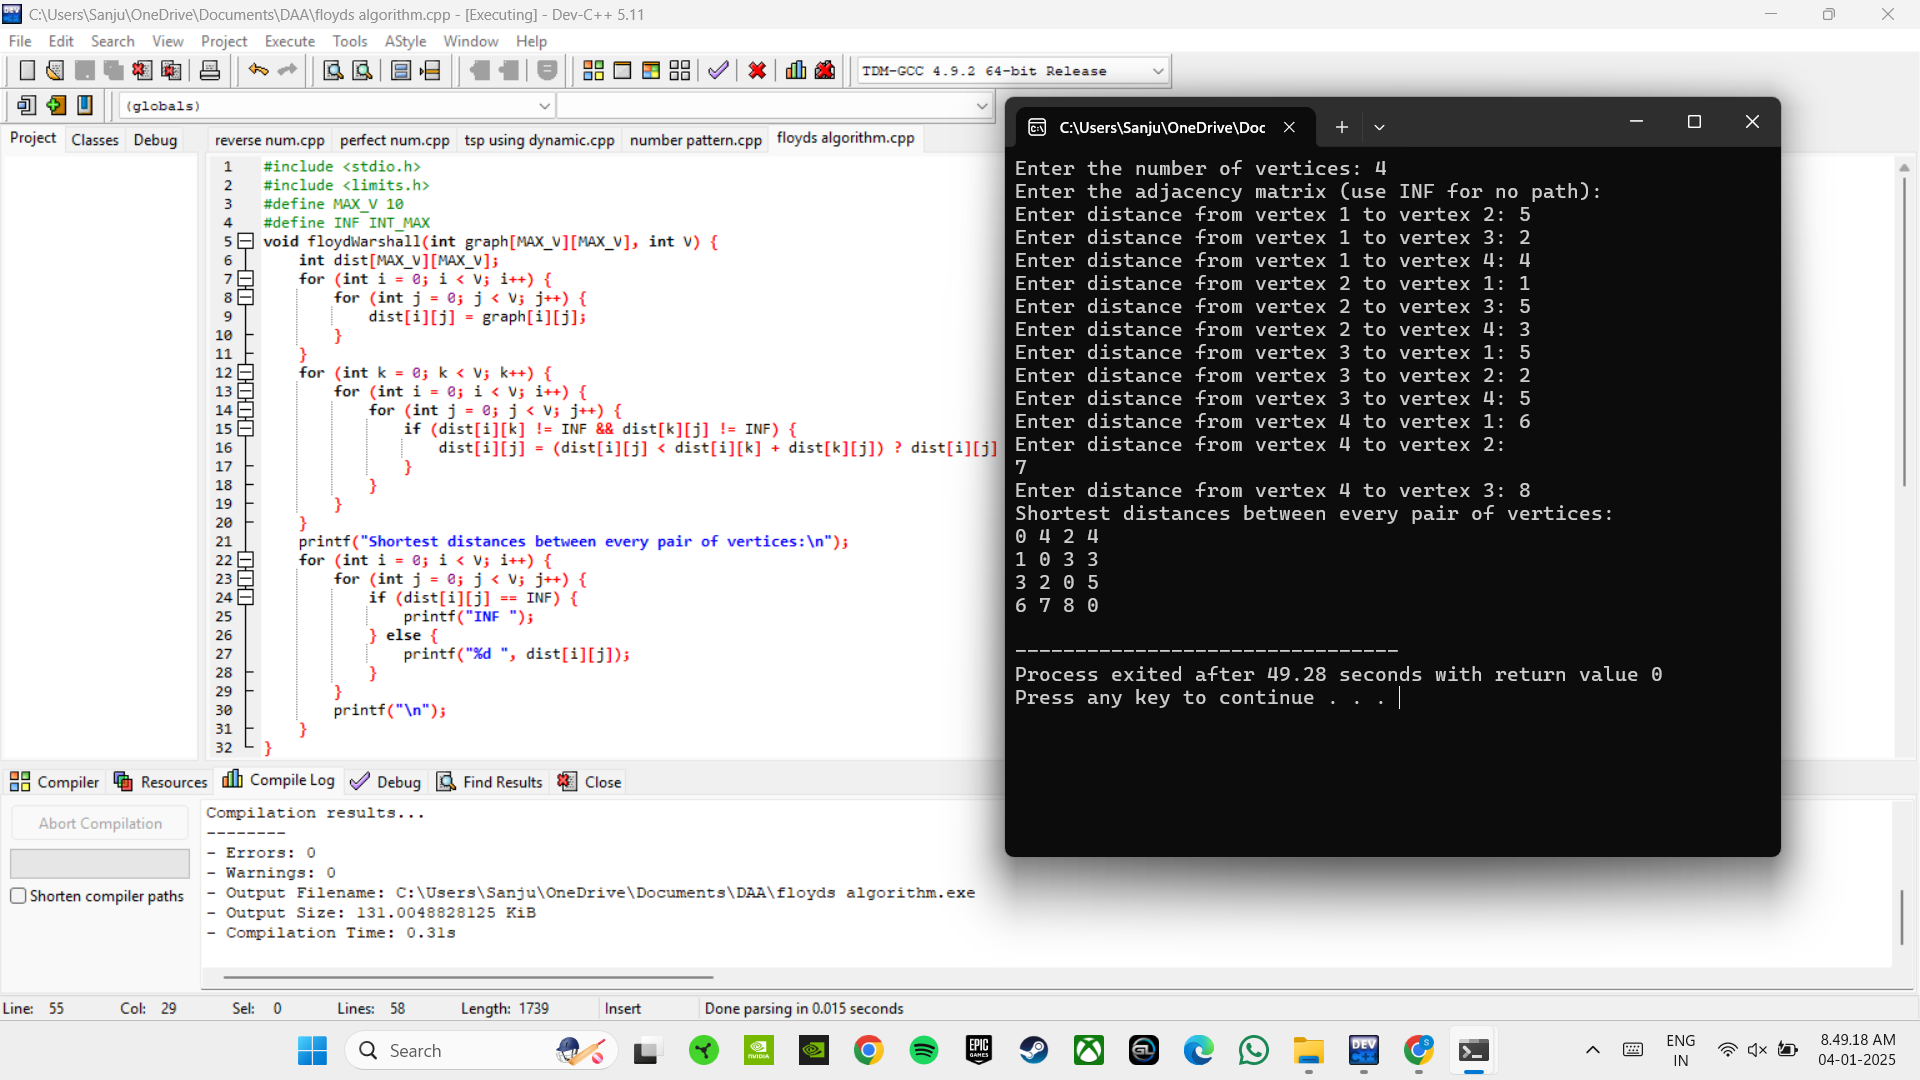 C:\Users\Sanju\OneDrive\Documents\DAA\floyds algorithm.cpp - [Executing] - Dev-C++ 5.11
File Edit Search View Project Execute Tools AStyle Window Help
TDM-GCC 4.9.2 64-bit Release
(globals)
Project Classes Debug
reverse num.cpp perfect num.cpp tsp using dynamic.cpp number pattern.cpp floyds algorithm.cpp
1 #include <stdio.h>
2 #include <limits.h>
3 #define MAX_V 10
4 #define INF INT_MAX
5 void floydWarshall(int graph[MAX_V][MAX_V], int V) {
6 int dist[MAX_V][MAX_V];
7 for (int i = 0; i < V; i++) {
8 for (int j = 0; j < V; j++) {
9 dist[i][j] = graph[i][j];
10 }
11 }
12 for (int k = 0; k < V; k++) {
13 for (int i = 0; i < V; i++) {
14 for (int j = 0; j < V; j++) {
15 if (dist[i][k] != INF && dist[k][j] != INF) {
16 dist[i][j] = (dist[i][j] < dist[i][k] + dist[k][j]) ? dist[i][j]
17 }
18 }
19 }
20 }
21 printf("Shortest distances between every pair of vertices:\n");
22 for (int i = 0; i < V; i++) {
23 for (int j = 0; j < V; j++) {
24 if (dist[i][j] == INF) {
25 printf("INF ");
26 } else {
27 printf("%d ", dist[i][j]);
28 }
29 }
30 printf("\n");
31 }
32 }
C:\Users\Sanju\OneDrive\Doc
Enter the number of vertices: 4
Enter the adjacency matrix (use INF for no path):
Enter distance from vertex 1 to vertex 2: 5
Enter distance from vertex 1 to vertex 3: 2
Enter distance from vertex 1 to vertex 4: 4
Enter distance from vertex 2 to vertex 1: 1
Enter distance from vertex 2 to vertex 3: 5
Enter distance from vertex 2 to vertex 4: 3
Enter distance from vertex 3 to vertex 1: 5
Enter distance from vertex 3 to vertex 2: 2
Enter distance from vertex 3 to vertex 4: 5
Enter distance from vertex 4 to vertex 1: 6
Enter distance from vertex 4 to vertex 2:
7
Enter distance from vertex 4 to vertex 3: 8
Shortest distances between every pair of vertices:
0 4 2 4
1 0 3 3
3 2 0 5
6 7 8 0
--------------------------------
Process exited after 49.28 seconds with return value 0
Press any key to continue . . .
Compiler Resources Compile Log Debug Find Results Close
Abort Compilation
Shorten compiler paths
Compilation results...
--------
- Errors: 0
- Warnings: 0
- Output Filename: C:\Users\Sanju\OneDrive\Documents\DAA\floyds algorithm.exe
- Output Size: 131.0048828125 KiB
- Compilation Time: 0.31s
Line: 55 Col: 29 Sel: 0 Lines: 58 Length: 1739 Insert Done parsing in 0.015 seconds
Search
ENG
IN
8.49.18 AM
04-01-2025